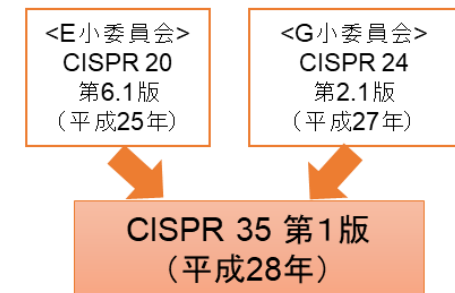 <E小委員会>
CISPR 20
第6.1版
（平成25年）
<G小委員会>
CISPR 24
第2.1版
（平成27年）
CISPR 35 第1版
（平成28年）